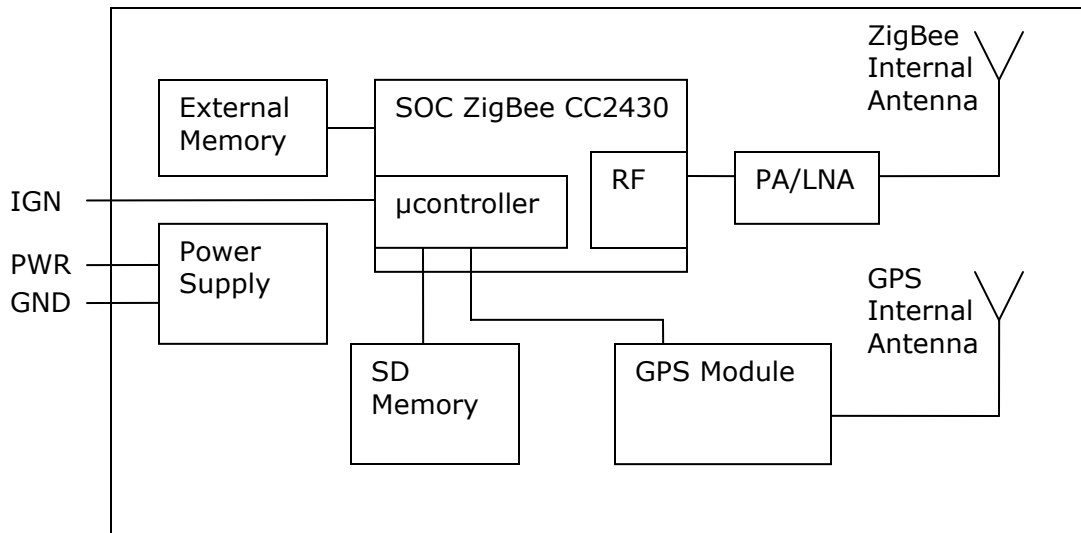 ZigBee
Internal
Antenna
External
Memory
SOC ZigBee CC2430
RF
PA/LNA
IGN
µcontroller
Power
Supply
PWR
GND
GPS
Internal
Antenna
SD
Memory
GPS Module